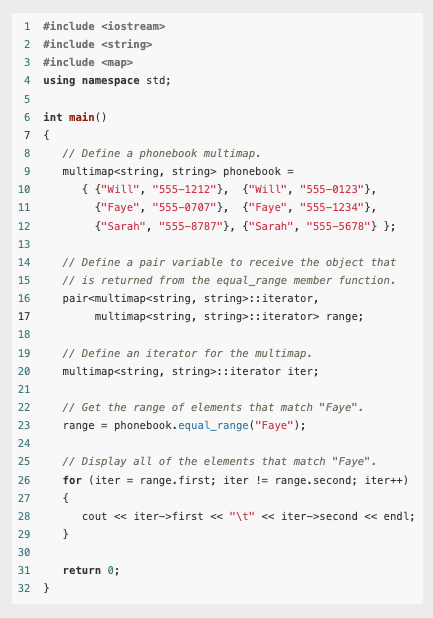 1 #include <iostream>
2 #include <string>
3 #include <map>
4 using namespace std;
5
6 int main()
7 {
8    // Define a phonebook multimap.
9    multimap<string, string> phonebook =
10      { {"Will", "555-1212"},  {"Will", "555-0123"},
11        {"Faye", "555-0707"},  {"Faye", "555-1234"},
12        {"Sarah", "555-8787"}, {"Sarah", "555-5678"} };
13
14   // Define a pair variable to receive the object that
15   // is returned from the equal_range member function.
16   pair<multimap<string, string>::iterator,
17        multimap<string, string>::iterator> range;
18
19   // Define an iterator for the multimap.
20   multimap<string, string>::iterator iter;
21
22   // Get the range of elements that match "Faye".
23   range = phonebook.equal_range("Faye");
24
25   // Display all of the elements that match "Faye".
26   for (iter = range.first; iter != range.second; iter++)
27   {
28      cout << iter->first << "\t" << iter->second << endl;
29   }
30
31   return 0;
32 }